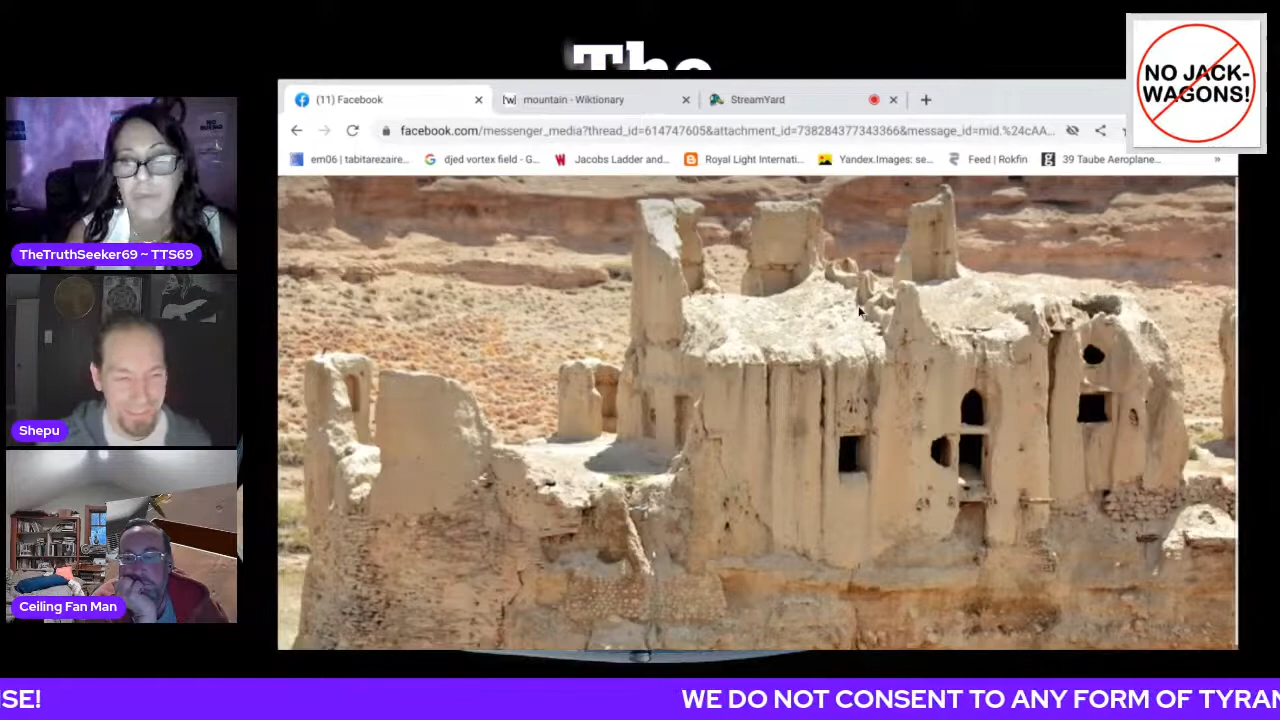 The
NO JACK-
WAGONS!
(11) Facebook
mountain - Wiktionary
StreamYard
facebook.com/messenger_media?thread_id=614747605&attachment_id=738284377343366&message_id=mid.%24cAA...
em06 | tabitarezaire...
djed vortex field - G...
Jacobs Ladder and...
Royal Light Internati...
Yandex.Images: se...
Feed | Rokfin
39 Taube Aeroplane...
»
NO
TheTruthSeeker69 ~ TTS69
Shepu
Ceiling Fan Man
SE!
WE DO NOT CONSENT TO ANY FORM OF TYRAN